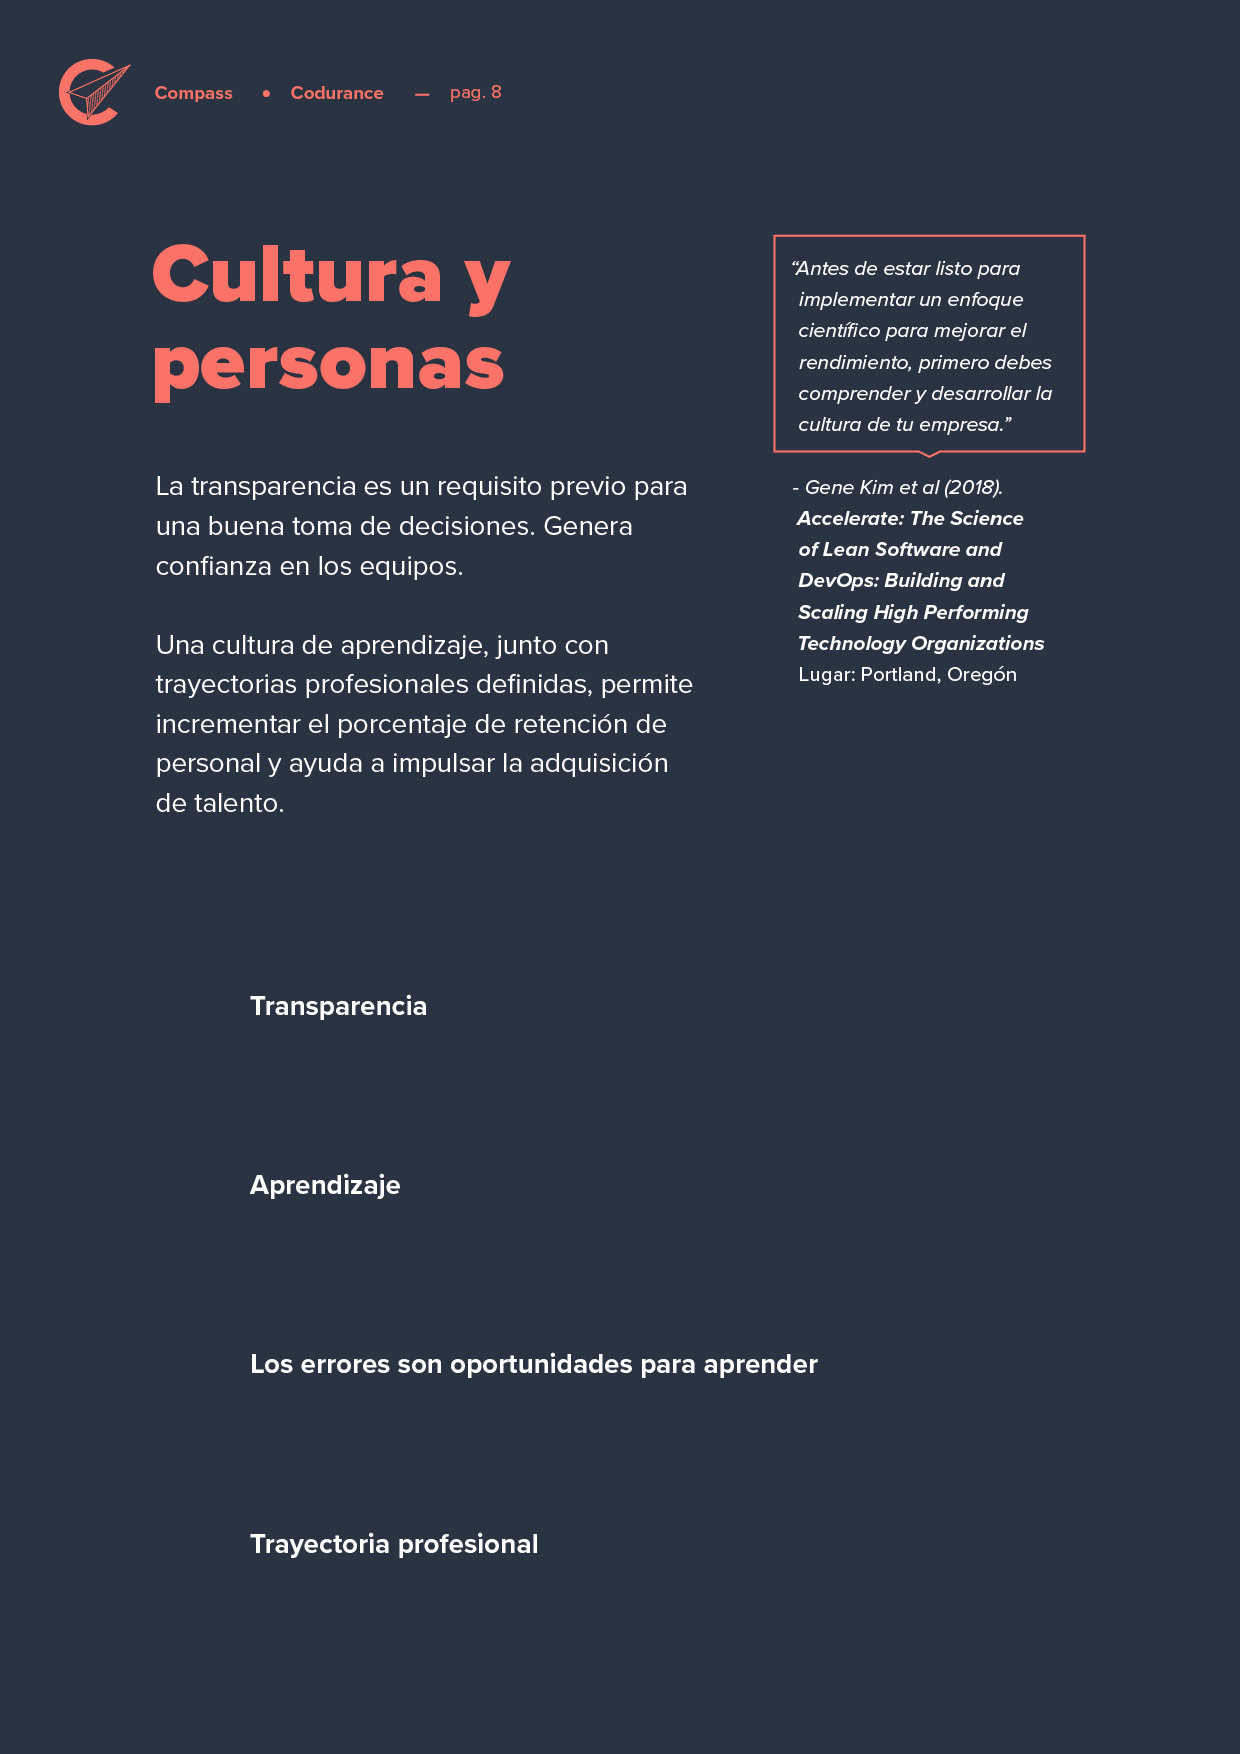 Compass • Codurance — pag. 8
Cultura y
personas
La transparencia es un requisito previo para
una buena toma de decisiones. Genera
confianza en los equipos.
Una cultura de aprendizaje, junto con
trayectorias profesionales definidas, permite
incrementar el porcentaje de retención de
personal y ayuda a impulsar la adquisición
de talento.
“Antes de estar listo para
implementar un enfoque
científico para mejorar el
rendimiento, primero debes
comprender y desarrollar la
cultura de tu empresa.”
- Gene Kim et al (2018).
Accelerate: The Science
of Lean Software and
DevOps: Building and
Scaling High Performing
Technology Organizations
Lugar: Portland, Oregón
Transparencia
Aprendizaje
Los errores son oportunidades para aprender
Trayectoria profesional